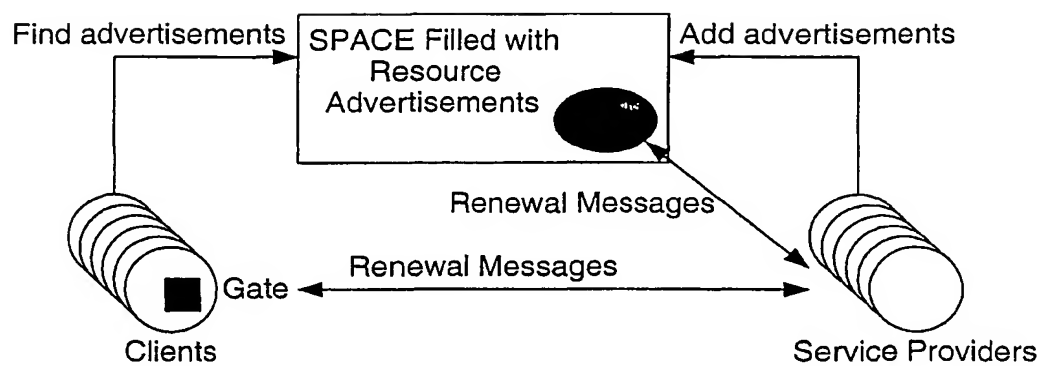 Find advertisements
SPACE Filled with
Resource
Advertisements
Add advertisements
Renewal Messages
Renewal Messages
Gate
Clients
Service Providers